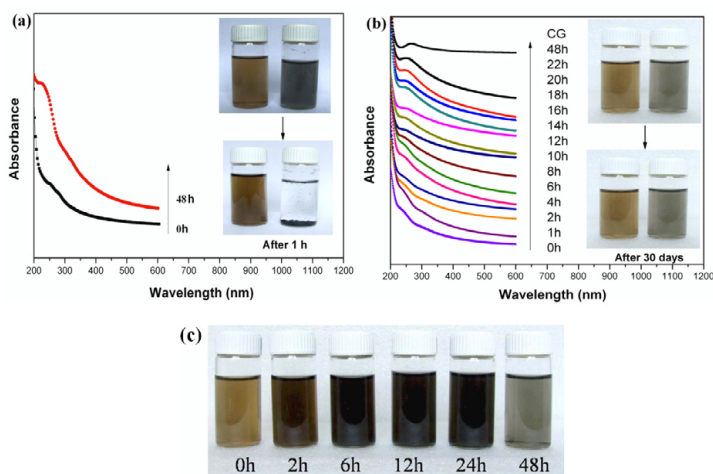 (a)
Absorbance
48h
0h
After 1 h
200 300 400 500 600 700 800 900 1000 1100 1200
Wavelength (nm)
(b)
Absorbance
CG
48h
22h
20h
18h
16h
14h
12h
10h
8h
6h
4h
2h
1h
0h
After 30 days
200 300 400 500 600 700 800 900 1000 1100 1200
Wavelength (nm)
(c)
0h 2h 6h 12h 24h 48h